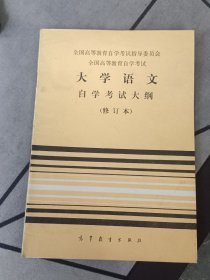 全国高等教育自学考试指导委员会
全国高等教育自学考试
大学语文
自学考试大纲
(修订本)
高等教育出版社